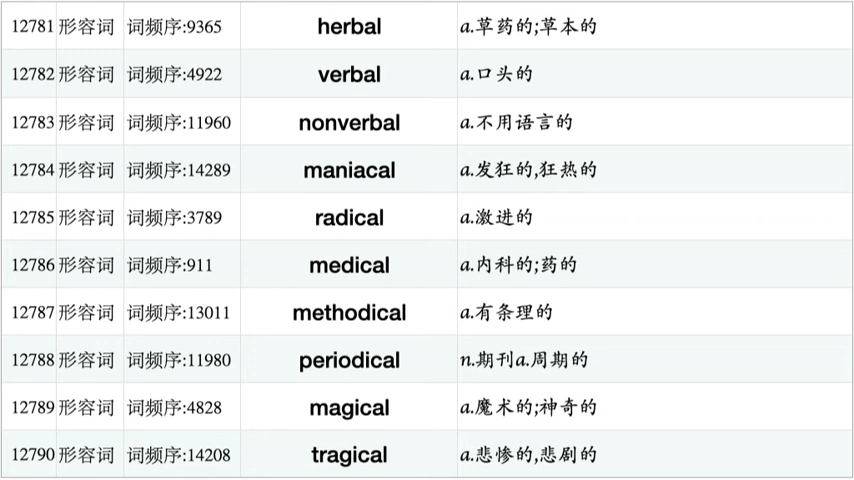 12781 形容词 词频序:9365 herbal a.草药的;草本的
12782 形容词 词频序:4922 verbal a.口头的
12783 形容词 词频序:11960 nonverbal a.不用语言的
12784 形容词 词频序:14289 maniacal a.发狂的,狂热的
12785 形容词 词频序:3789 radical a.激进的
12786 形容词 词频序:911 medical a.内科的;药的
12787 形容词 词频序:13011 methodical a.有条理的
12788 形容词 词频序:11980 periodical n.期刊a.周期的
12789 形容词 词频序:4828 magical a.魔术的;神奇的
12790 形容词 词频序:14208 tragical a.悲惨的,悲剧的